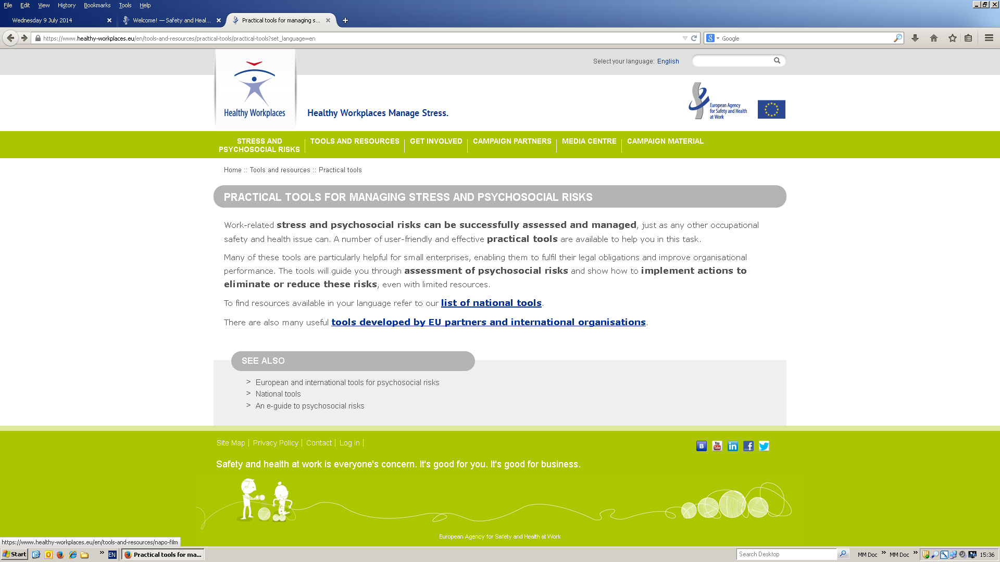 File Edit View History Bookmarks Tools Help
Wednesday 9 July 2014
Welcome! — Safety and Heal...
Practical tools for managing s...
https://www.healthy-workplaces.eu/en/tools-and-resources/practical-tools/practical-tools?set_language=en
Google
Select your language: English
Healthy Workplaces
Healthy Workplaces Manage Stress.
European Agency
for Safety and Health
at Work
STRESS AND
PSYCHOSOCIAL RISKS
TOOLS AND RESOURCES
GET INVOLVED
CAMPAIGN PARTNERS
MEDIA CENTRE
CAMPAIGN MATERIAL
Home :: Tools and resources :: Practical tools
PRACTICAL TOOLS FOR MANAGING STRESS AND PSYCHOSOCIAL RISKS
Work-related stress and psychosocial risks can be successfully assessed and managed, just as any other occupational
safety and health issue can. A number of user-friendly and effective practical tools are available to help you in this task.
Many of these tools are particularly helpful for small enterprises, enabling them to fulfil their legal obligations and improve organisational
performance. The tools will guide you through assessment of psychosocial risks and show how to implement actions to
eliminate or reduce these risks, even with limited resources.
To find resources available in your language refer to our list of national tools.
There are also many useful tools developed by EU partners and international organisations.
SEE ALSO
> European and international tools for psychosocial risks
> National tools
> An e-guide to psychosocial risks
Site Map | Privacy Policy | Contact | Log in |
B You Tube in f
Safety and health at work is everyone's concern. It's good for you. It's good for business.
European Agency for Safety and Health at Work
https://www.healthy-workplaces.eu/en/tools-and-resources/napo-film
Start
EN
Practical tools for ma...
Search Desktop
MM Doc
MM Doc
15:36